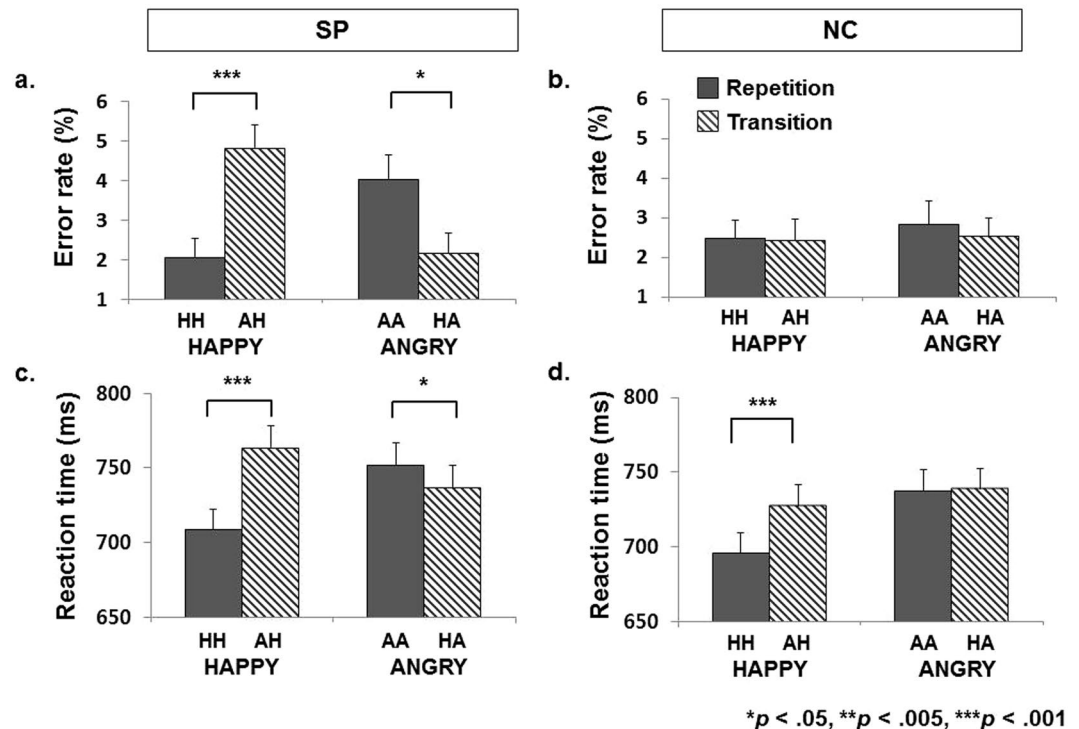 SP
NC
a.
***
*
6
5
4
3
2
1
Error rate (%)
HH AH AA HA
HAPPY ANGRY
b.
Repetition
Transition
6
5
4
3
2
1
Error rate (%)
HH AH AA HA
HAPPY ANGRY
c.
***
*
800
750
700
650
Reaction time (ms)
HH AH AA HA
HAPPY ANGRY
d.
***
800
750
700
650
Reaction time (ms)
HH AH AA HA
HAPPY ANGRY
*p < .05, **p < .005, ***p < .001